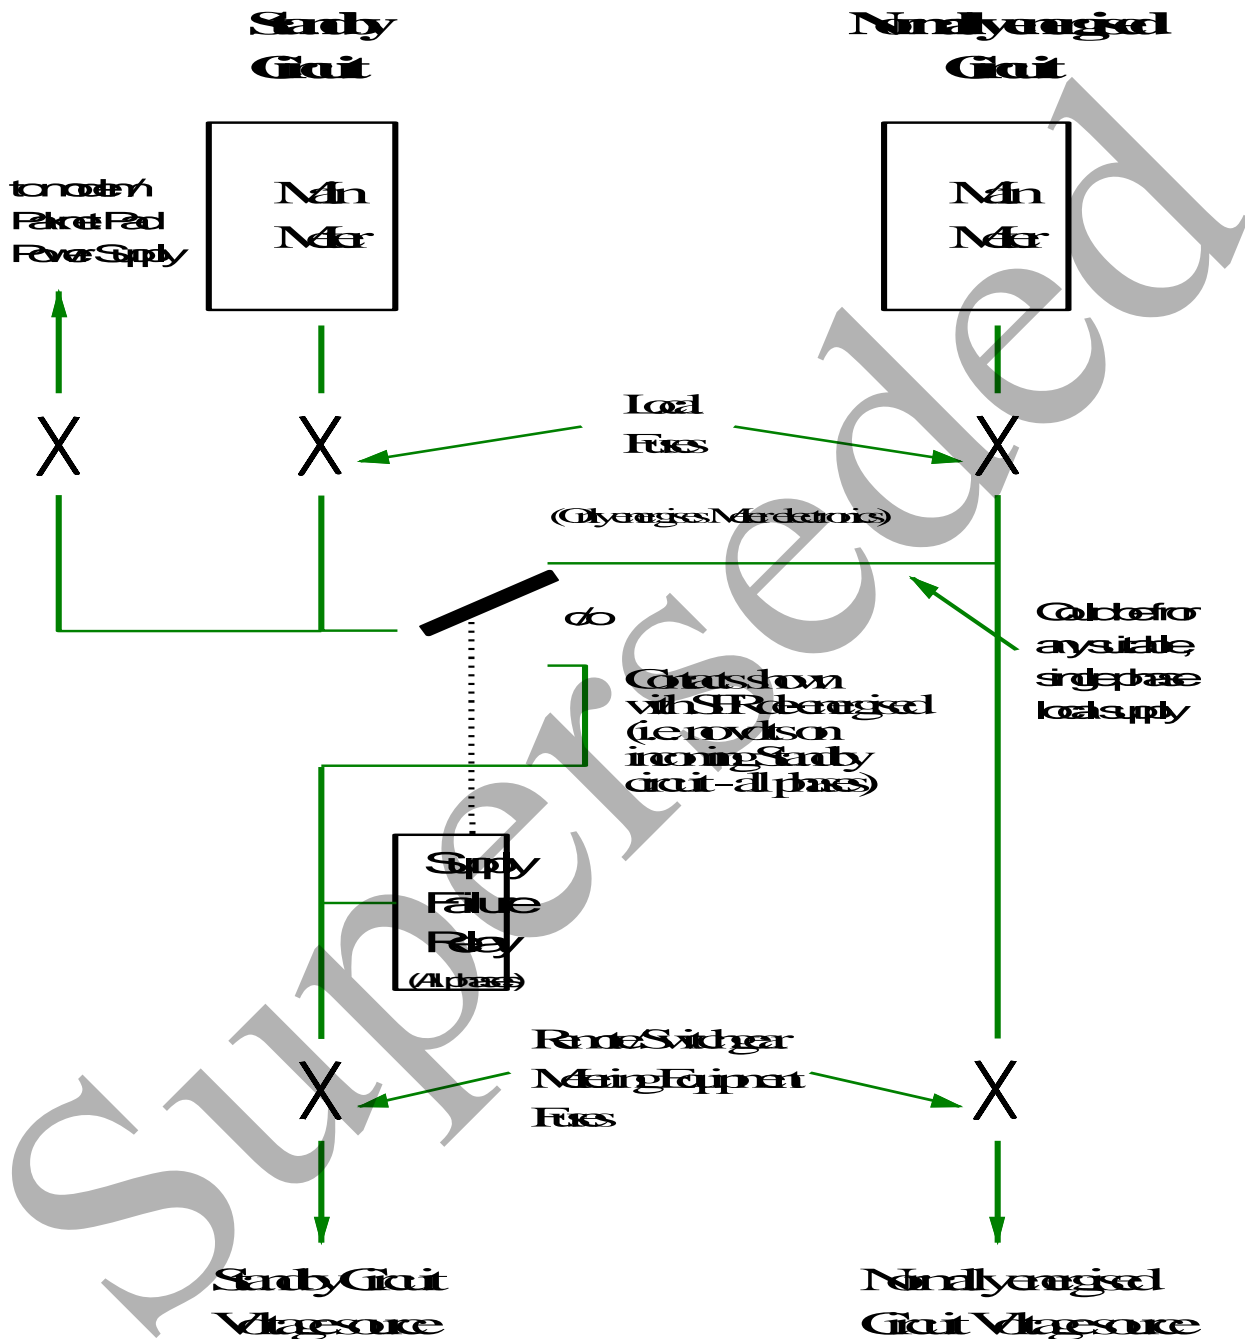 Standby
Circuit
Normally energised
Circuit
to modem/
Paknet Pad
Power Supply
Main
Meter
Main
Meter
Local
Fuses
(Only energises Meter electronics)
c/o
Could be from
any suitable,
single phase
local supply
Contacts shown
with SFR de-energised
(i.e. no volts on
incoming Standby
circuit - all phases)
Supply
Failure
Relay
(All phases)
Remote/Switchgear
Metering Equipment
Fuses
Standby Circuit
Voltage source
Normally energised
Circuit Voltage source
Superseded